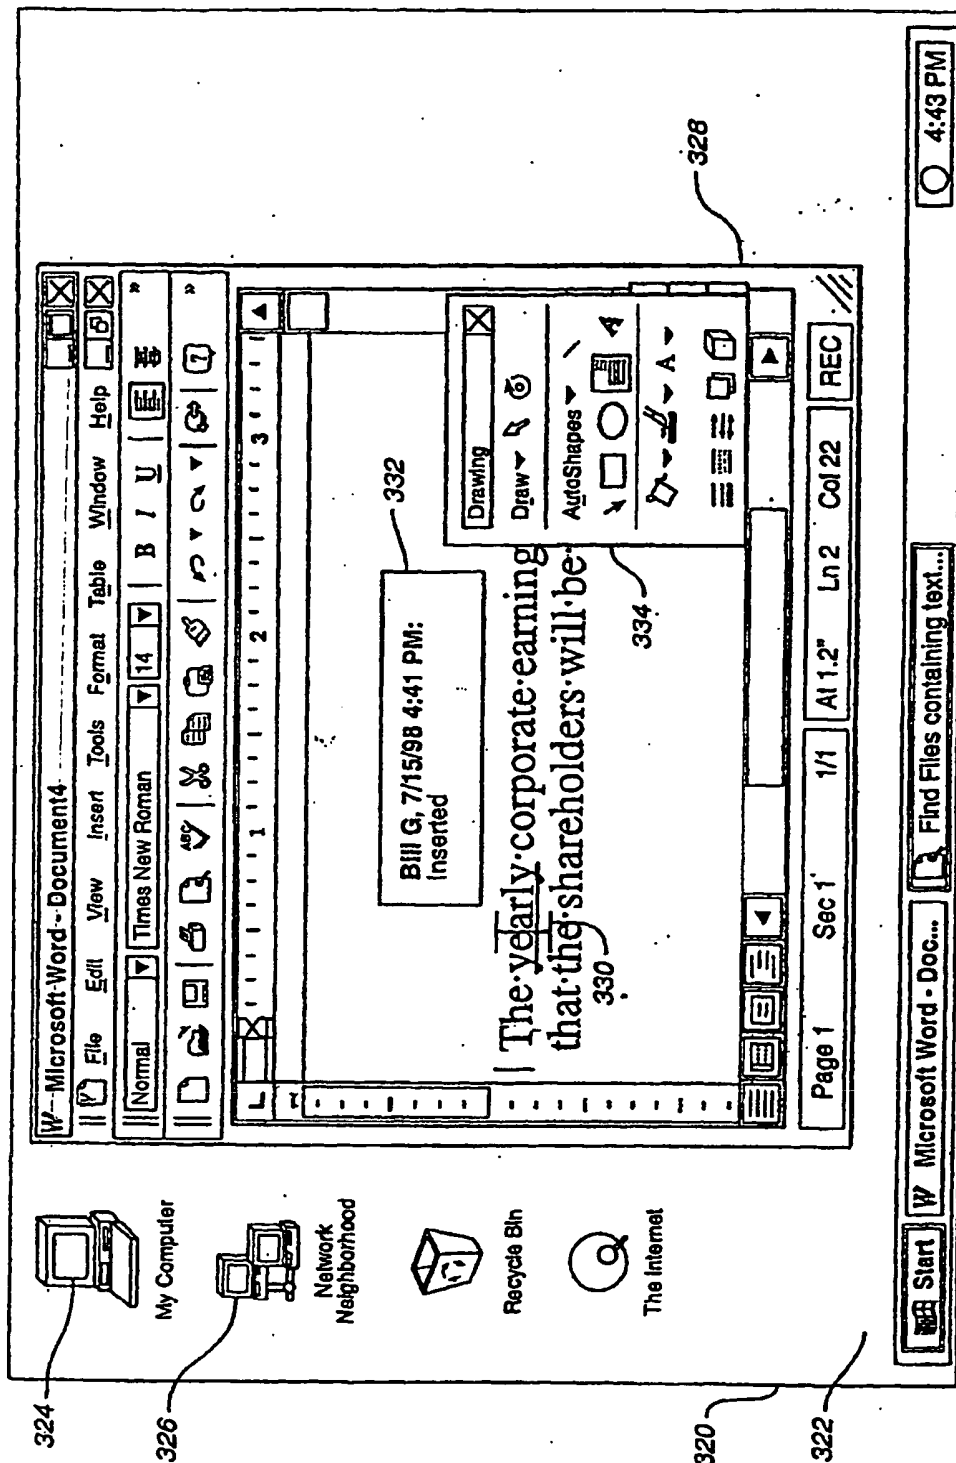 W--Microsoft-Word--Document4
File Edit View Insert Tools Format Table Window Help
Normal Times New Roman 14 B I U »
ABC ? »
L 1 2 3
324
My Computer
326
Network
Neighborhood
Recycle Bin
The Internet
332
Bill G, 7/15/98 4:41 PM:
Inserted
The·yearly·corporate·earning
that·the·shareholders·will·be·
330
334
Drawing
Draw
AutoShapes
A
A
328
Page 1 Sec 1 1/1 At 1.2" Ln 2 Col 22 REC
320
322
Start W Microsoft Word - Doc... Find Files containing text... 4:43 PM